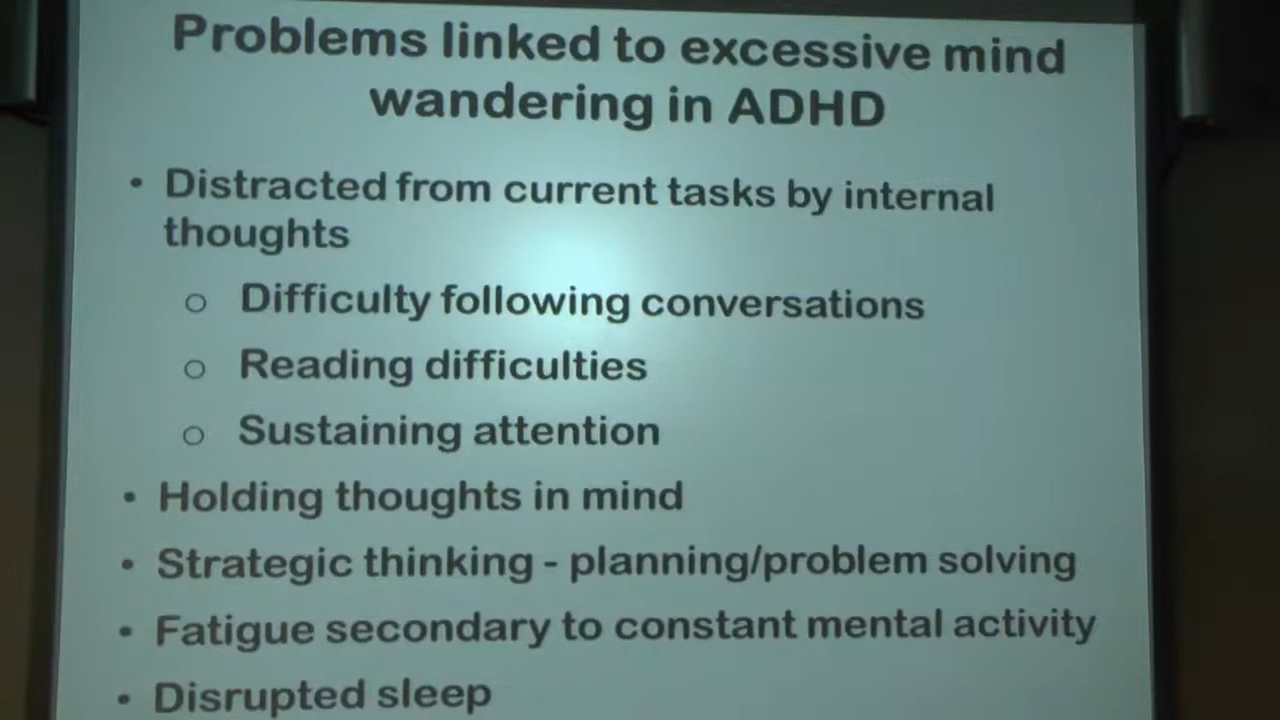 Problems linked to excessive mind
wandering in ADHD
• Distracted from current tasks by internal
thoughts
o Difficulty following conversations
o Reading difficulties
o Sustaining attention
• Holding thoughts in mind
• Strategic thinking - planning/problem solving
• Fatigue secondary to constant mental activity
• Disrupted sleep